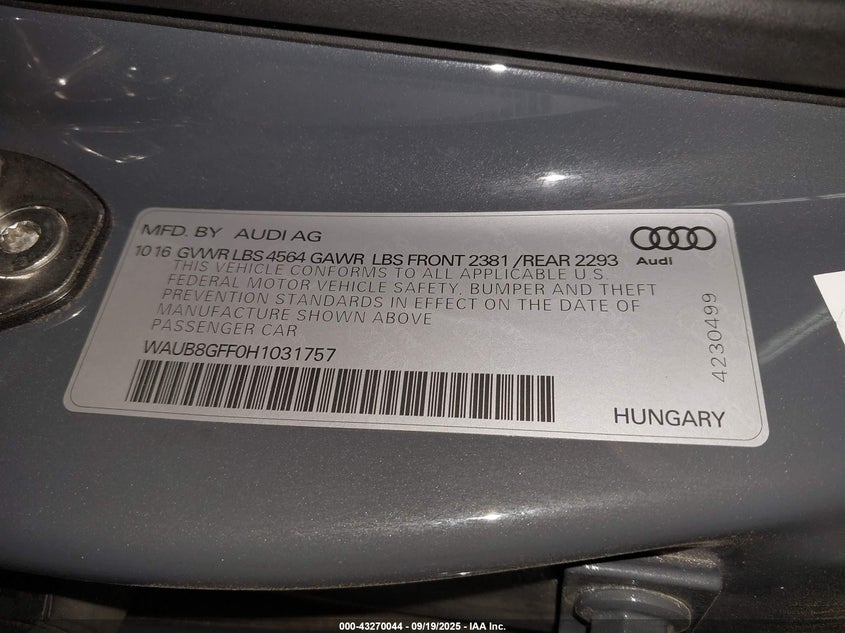 MFD. BY AUDI AG
10 16 GVWR LBS 4564 GAWR LBS FRONT 2381 /REAR 2293
THIS VEHICLE CONFORMS TO ALL APPLICABLE U.S.
FEDERAL MOTOR VEHICLE SAFETY, BUMPER AND THEFT
PREVENTION STANDARDS IN EFFECT ON THE DATE OF
MANUFACTURE SHOWN ABOVE
PASSENGER CAR
WAUB8GFF0H1031757
Audi
4230499
HUNGARY
000-43270044 - 09/19/2025 - IAA Inc.